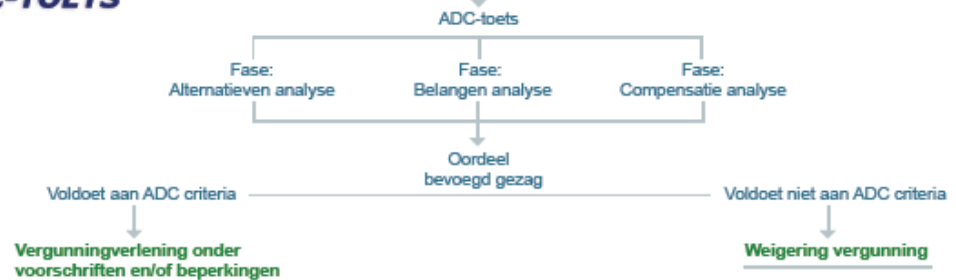 -TOETS
ADC-toets
Fase:
Alternatieven analyse
Fase:
Belangen analyse
Fase:
Compensatie analyse
Oordeel
bevoegd gezag
Voldoet aan ADC criteria
Voldoet niet aan ADC criteria
Vergunningverlening onder
voorschriften en/of beperkingen
Weigering vergunning